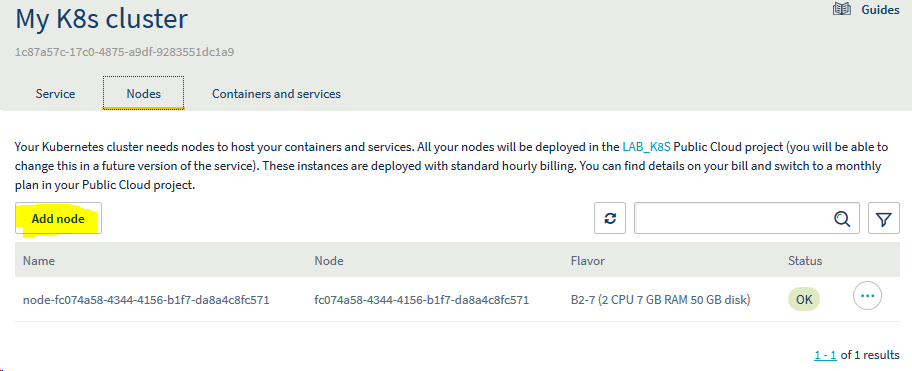 My K8s cluster
Guides
1c87a57c-17c0-4875-a9df-9283551dc1a9
Service Nodes Containers and services
Your Kubernetes cluster needs nodes to host your containers and services. All your nodes will be deployed in the LAB_K8S Public Cloud project (you will be able to
change this in a future version of the service). These instances are deployed with standard hourly billing. You can find details on your bill and switch to a monthly
plan in your Public Cloud project.
Add node
Name Node Flavor Status
node-fc074a58-4344-4156-b1f7-da8a4c8fc571 fc074a58-4344-4156-b1f7-da8a4c8fc571 B2-7 (2 CPU 7 GB RAM 50 GB disk) OK
1 - 1 of 1 results